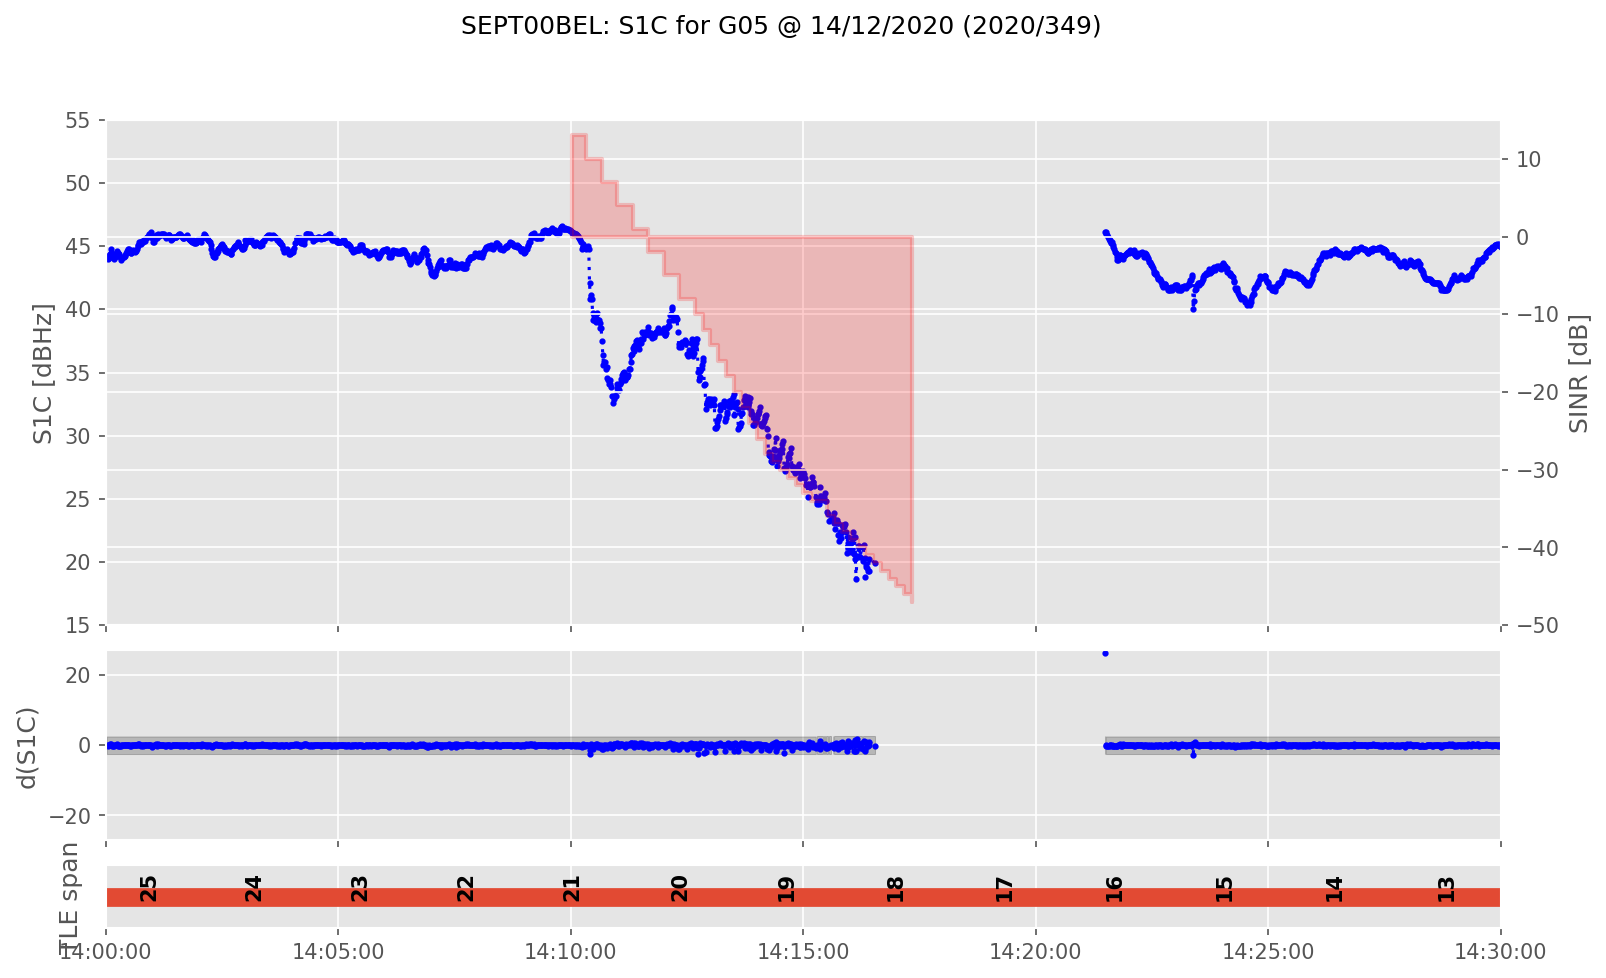 SEPT00BEL: S1C for G05 @ 14/12/2020 (2020/349)
S1C [dBHz]
55
50
45
40
35
30
25
20
15
10
0
−10
−20
−30
−40
−50
SINR [dB]
d(S1C)
20
0
−20
TLE span
25 24 23 22 21 20 19 18 17 16 15 14 13
14:00:00 14:05:00 14:10:00 14:15:00 14:20:00 14:25:00 14:30:00